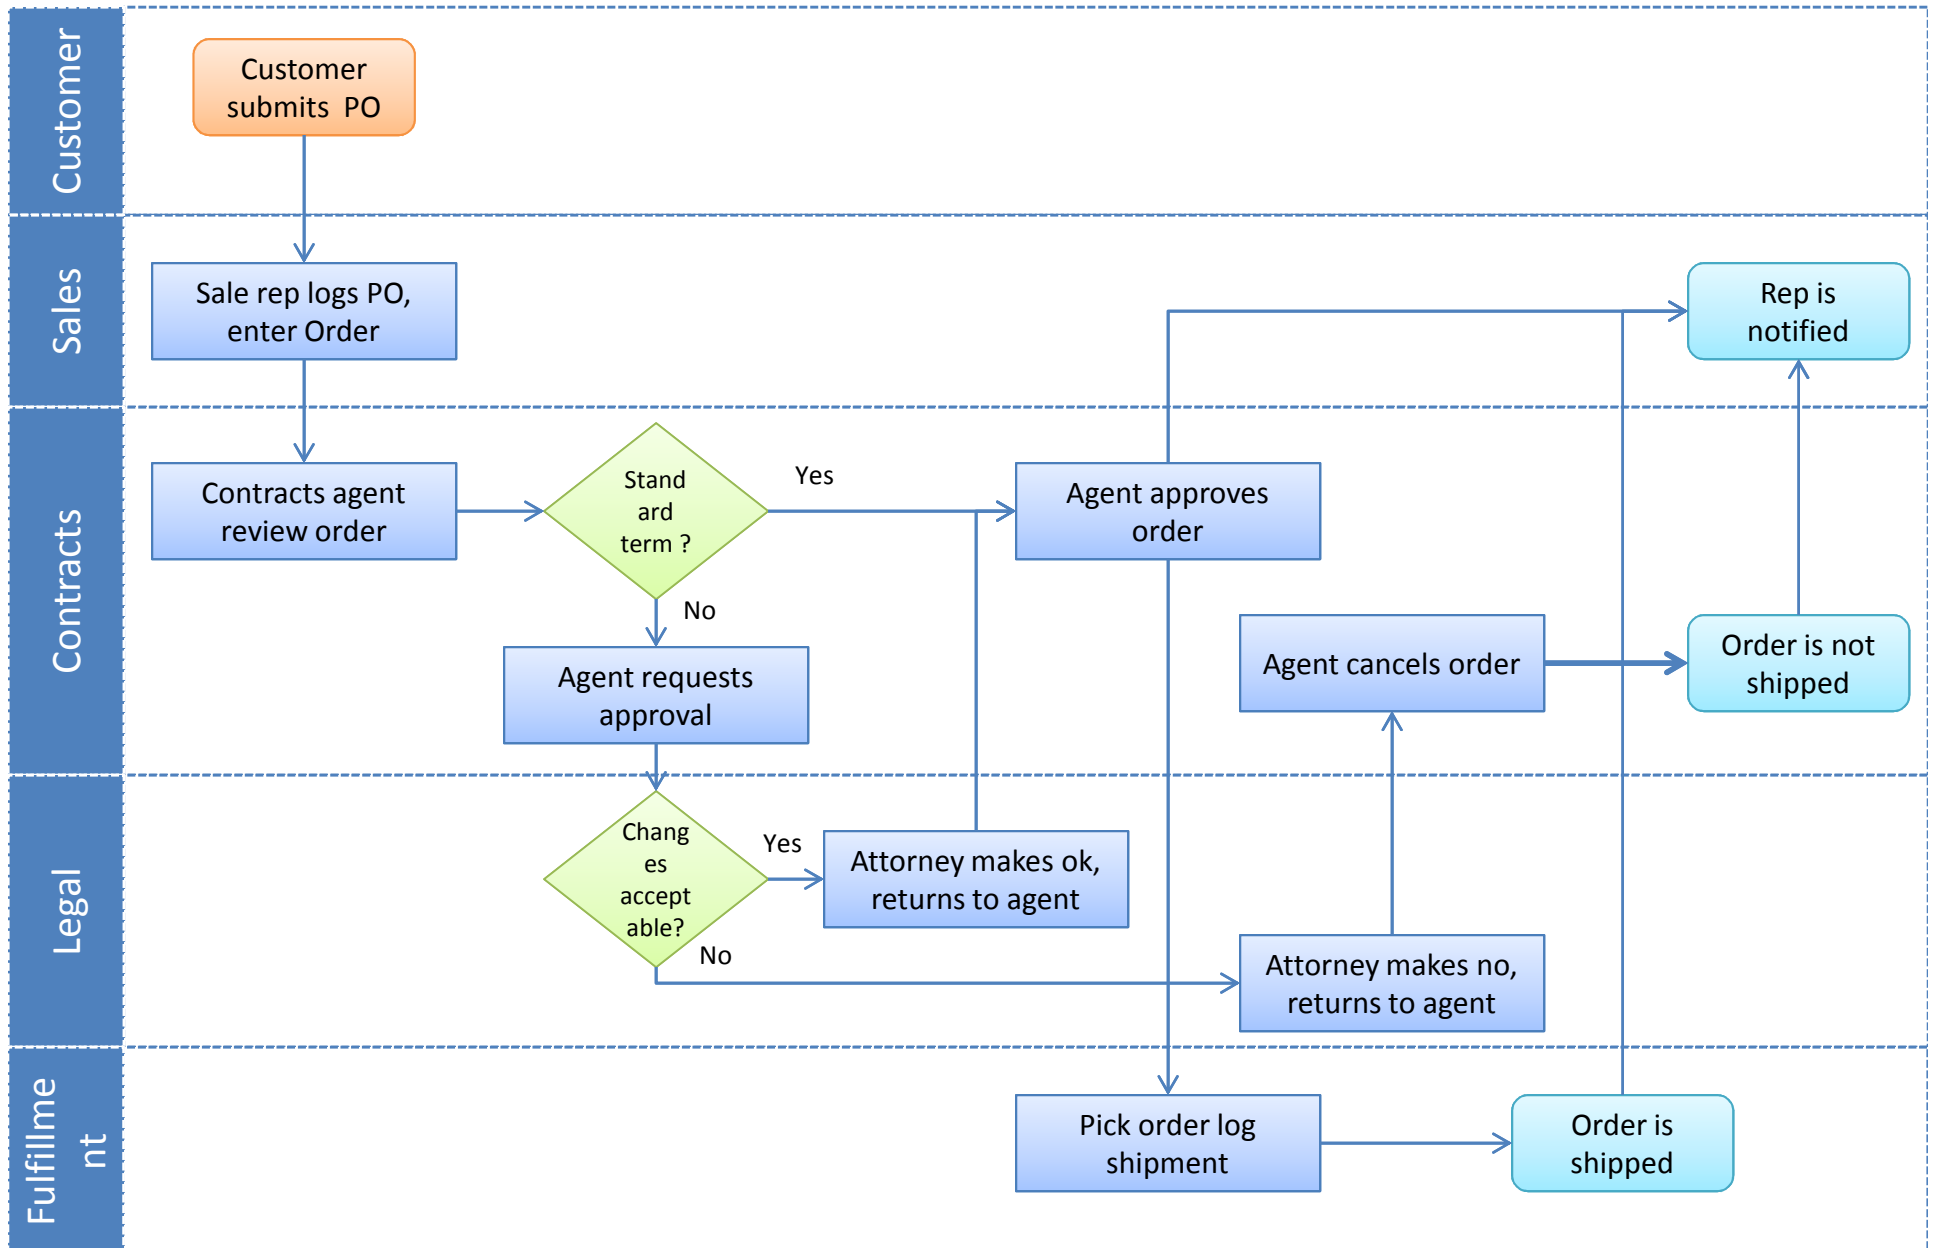 Customer
Customer
submits PO
Sales
Sale rep logs PO,
enter Order
Rep is
notified
Contracts
Contracts agent
review order
Stand
ard
term ?
Yes
No
Agent approves
order
Agent requests
approval
Agent cancels order
Order is not
shipped
Legal
Chang
es
accept
able?
Yes
No
Attorney makes ok,
returns to agent
Attorney makes no,
returns to agent
Fulfillme
nt
Pick order log
shipment
Order is
shipped